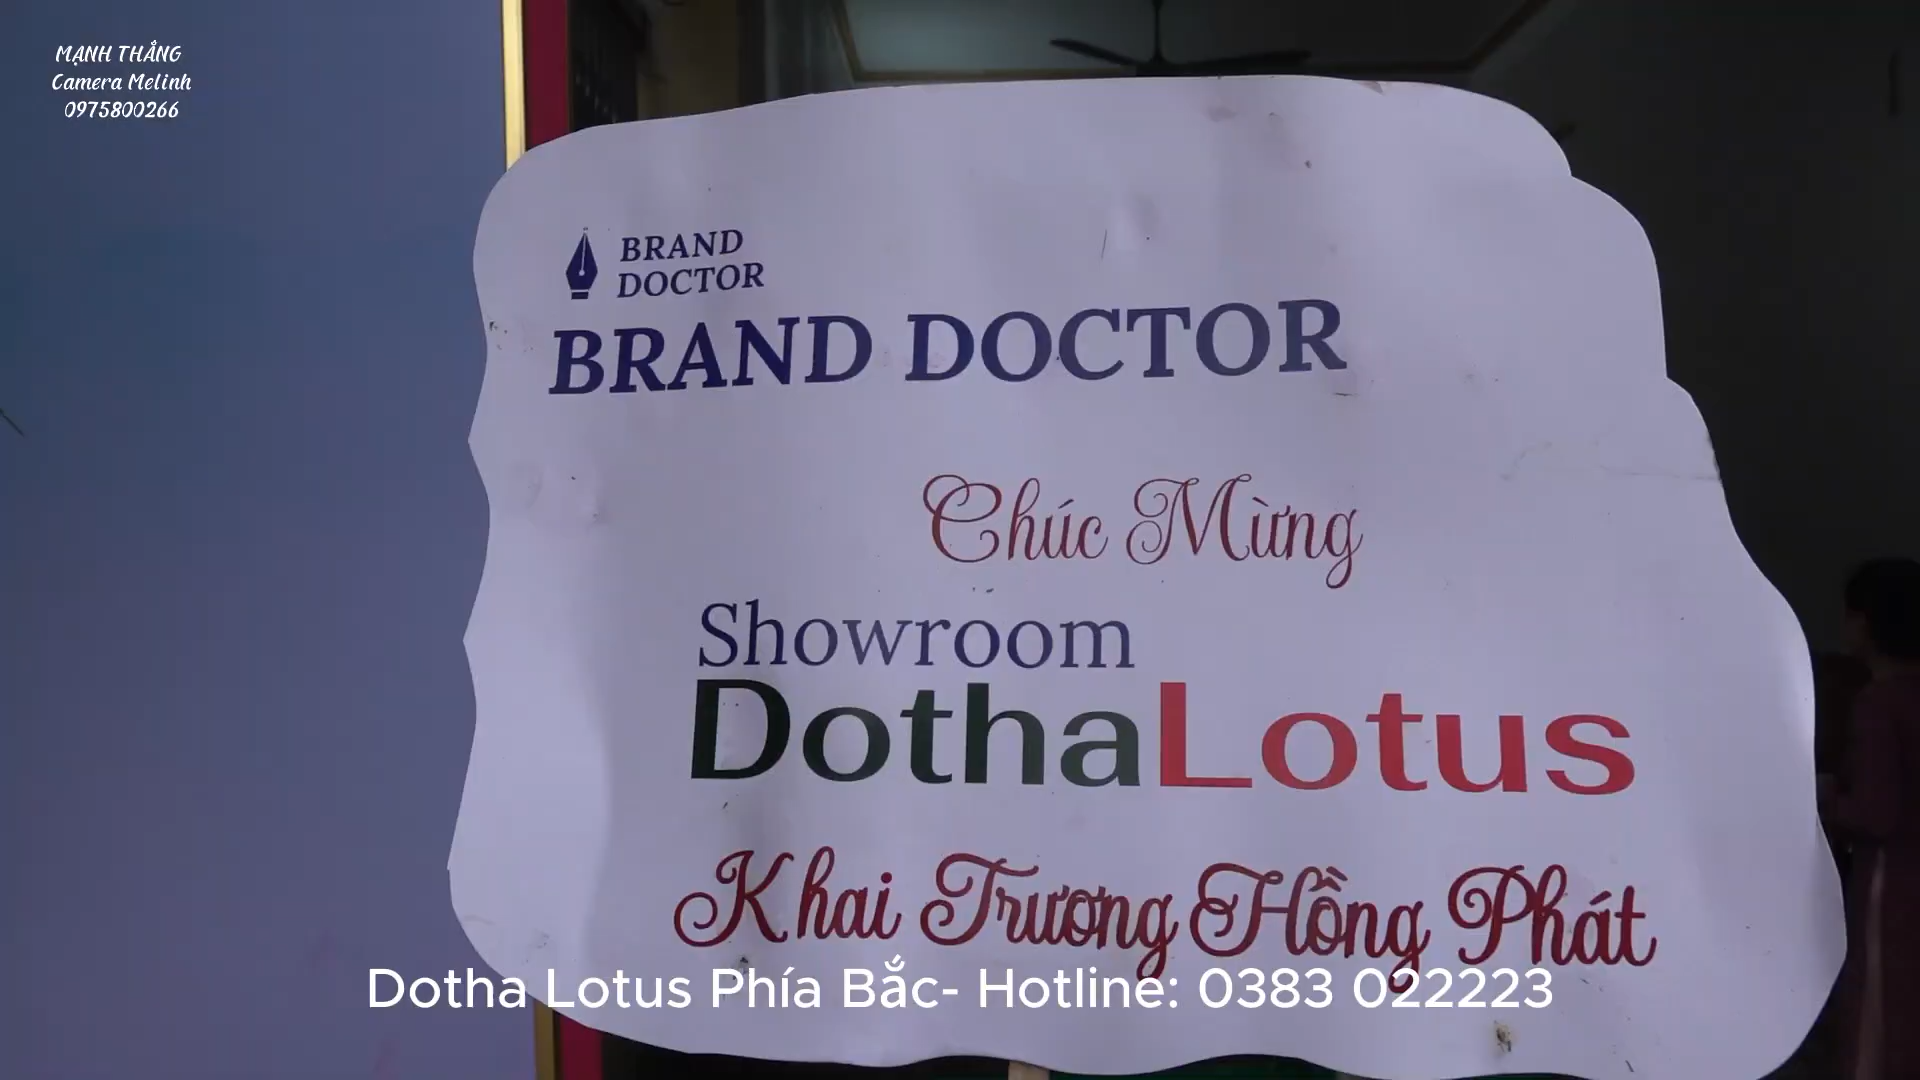 MẠNH THẮNG
Camera Melinh
0975800266
BRAND
DOCTOR
BRAND DOCTOR
Chúc Mừng
Showroom
DothaLotus
Khai Trương Hồng Phát
Dotha Lotus Phía Bắc- Hotline: 0383 022223